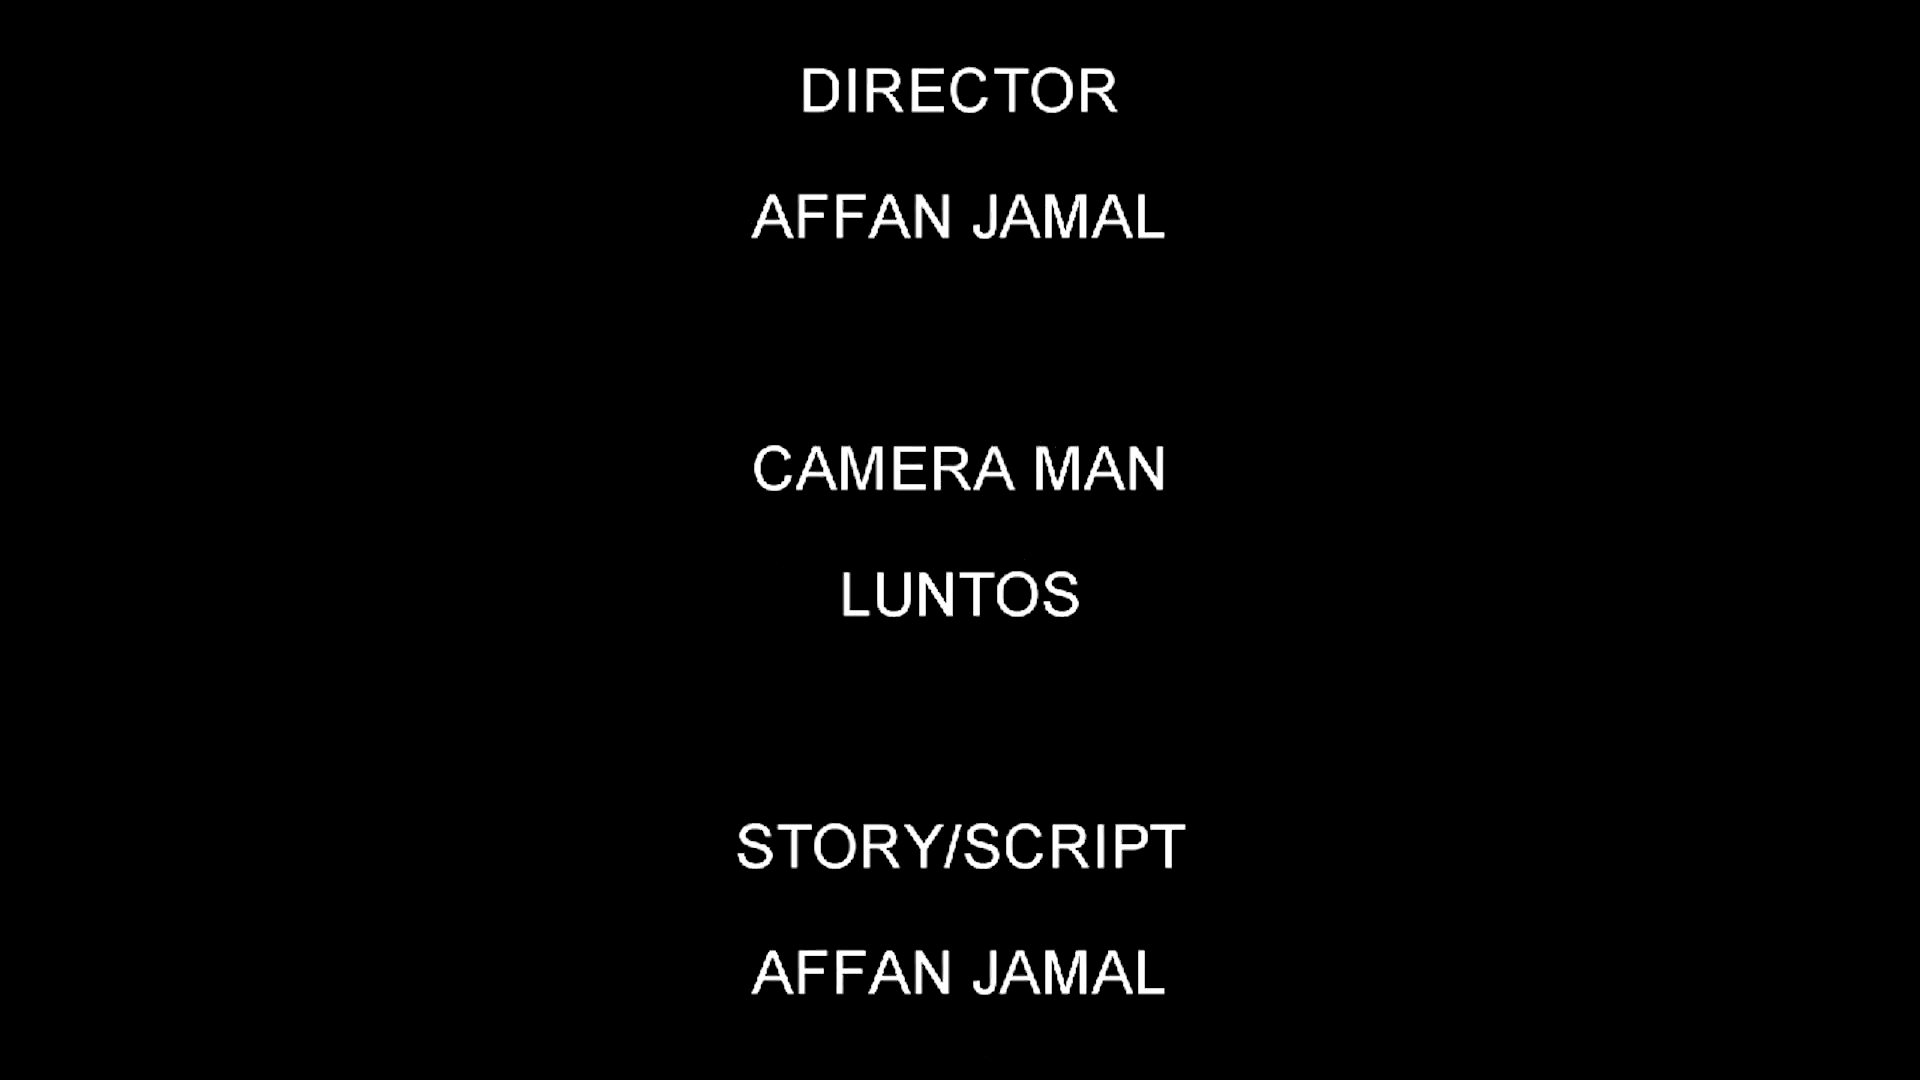 DIRECTOR
AFFAN JAMAL
CAMERA MAN
LUNTOS
STORY/SCRIPT
AFFAN JAMAL